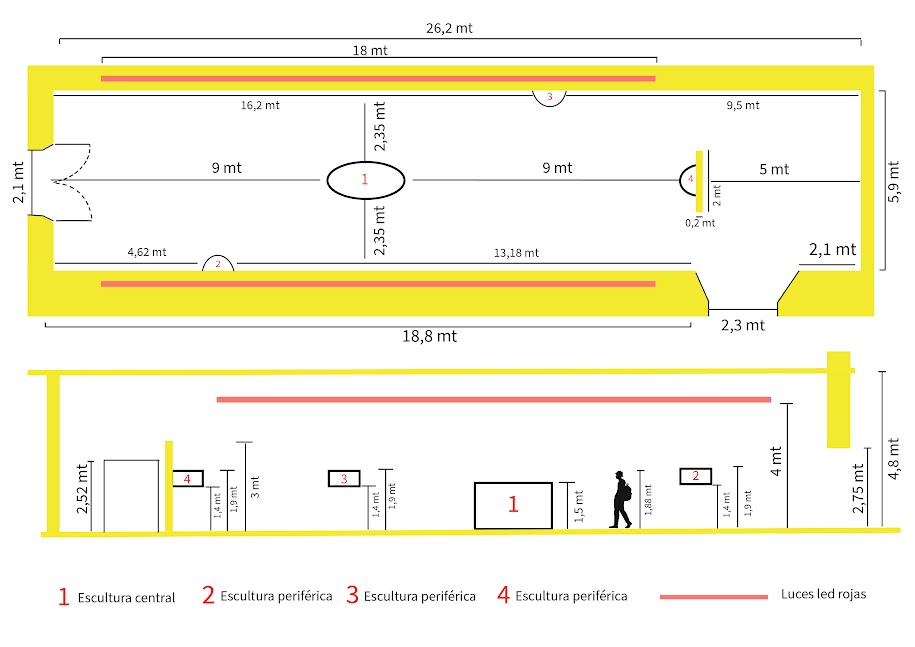 26,2 mt
18 mt
3
16,2 mt
9,5 mt
2,35 mt
2,1 mt
9 mt
1
9 mt
4
5 mt
2 mt
5,9 mt
0,2 mt
2,35 mt
4,62 mt
2
13,18 mt
2,1 mt
18,8 mt
2,3 mt
2,52 mt
4
1,4 mt
1,9 mt
3 mt
3
1,4 mt
1,9 mt
1
1,5 mt
1,88 mt
2
1,4 mt
1,9 mt
4 mt
2,75 mt
4,8 mt
1 Escultura central
2 Escultura periférica
3 Escultura periférica
4 Escultura periférica
Luces led rojas